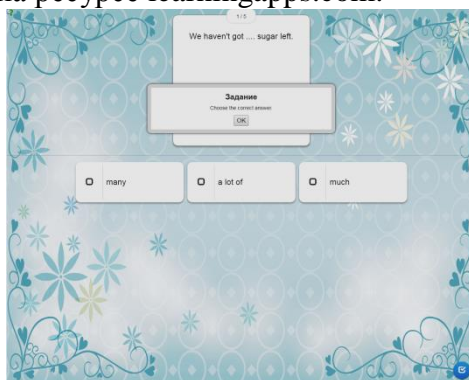 на ресурсе learningapps.com.
1/5
We haven't got .... sugar left.
Задание
Choose the correct answer.
OK
many
a lot of
much